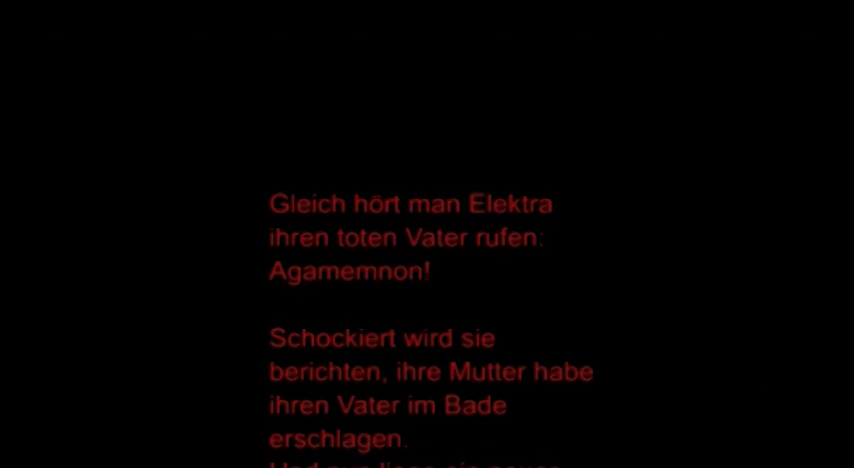 Gleich hört man Elektra
ihren toten Vater rufen:
Agamemnon!
Schockiert wird sie
berichten, ihre Mutter habe
ihren Vater im Bade
erschlagen.